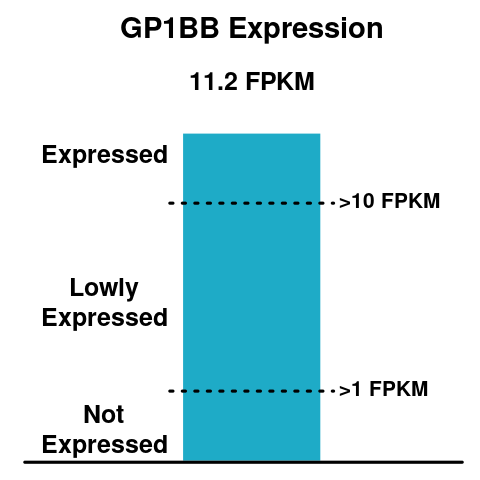 GP1BB Expression
11.2 FPKM
Expressed
>10 FPKM
Lowly
Expressed
>1 FPKM
Not
Expressed